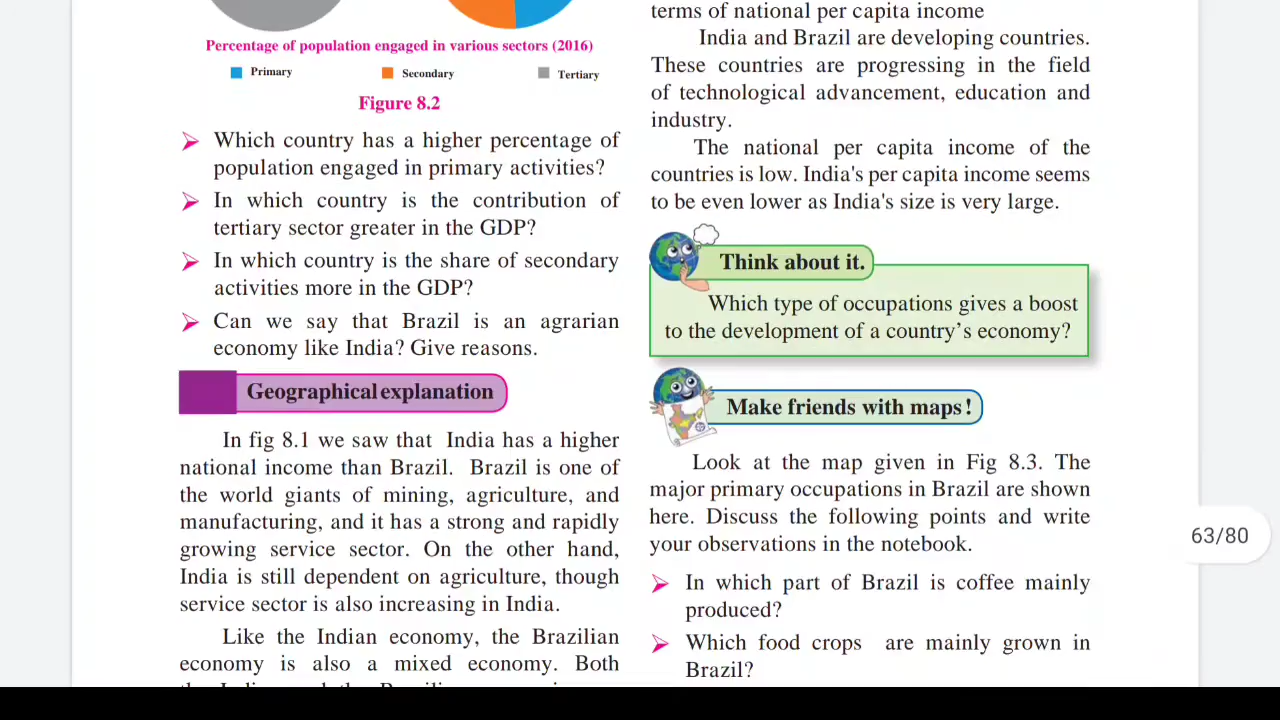 Percentage of population engaged in various sectors (2016)
Primary Secondary Tertiary
Figure 8.2
Which country has a higher percentage of
population engaged in primary activities?
In which country is the contribution of
tertiary sector greater in the GDP?
In which country is the share of secondary
activities more in the GDP?
Can we say that Brazil is an agrarian
economy like India? Give reasons.
Geographical explanation
In fig 8.1 we saw that India has a higher
national income than Brazil. Brazil is one of
the world giants of mining, agriculture, and
manufacturing, and it has a strong and rapidly
growing service sector. On the other hand,
India is still dependent on agriculture, though
service sector is also increasing in India.
Like the Indian economy, the Brazilian
economy is also a mixed economy. Both
terms of national per capita income
India and Brazil are developing countries.
These countries are progressing in the field
of technological advancement, education and
industry.
The national per capita income of the
countries is low. India's per capita income seems
to be even lower as India's size is very large.
Think about it.
Which type of occupations gives a boost
to the development of a country’s economy?
Make friends with maps!
Look at the map given in Fig 8.3. The
major primary occupations in Brazil are shown
here. Discuss the following points and write
your observations in the notebook.
In which part of Brazil is coffee mainly
produced?
Which food crops are mainly grown in
Brazil?
63/80